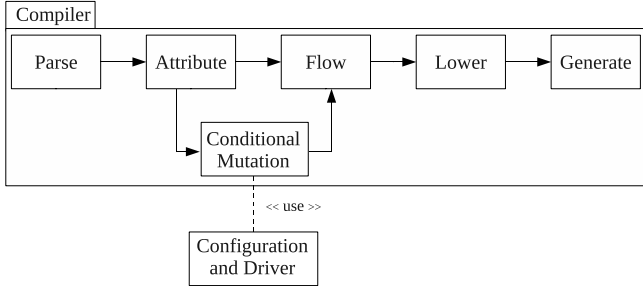 Compiler
Parse
Attribute
Flow
Lower
Generate
Conditional
Mutation
<< use >>
Configuration
and Driver